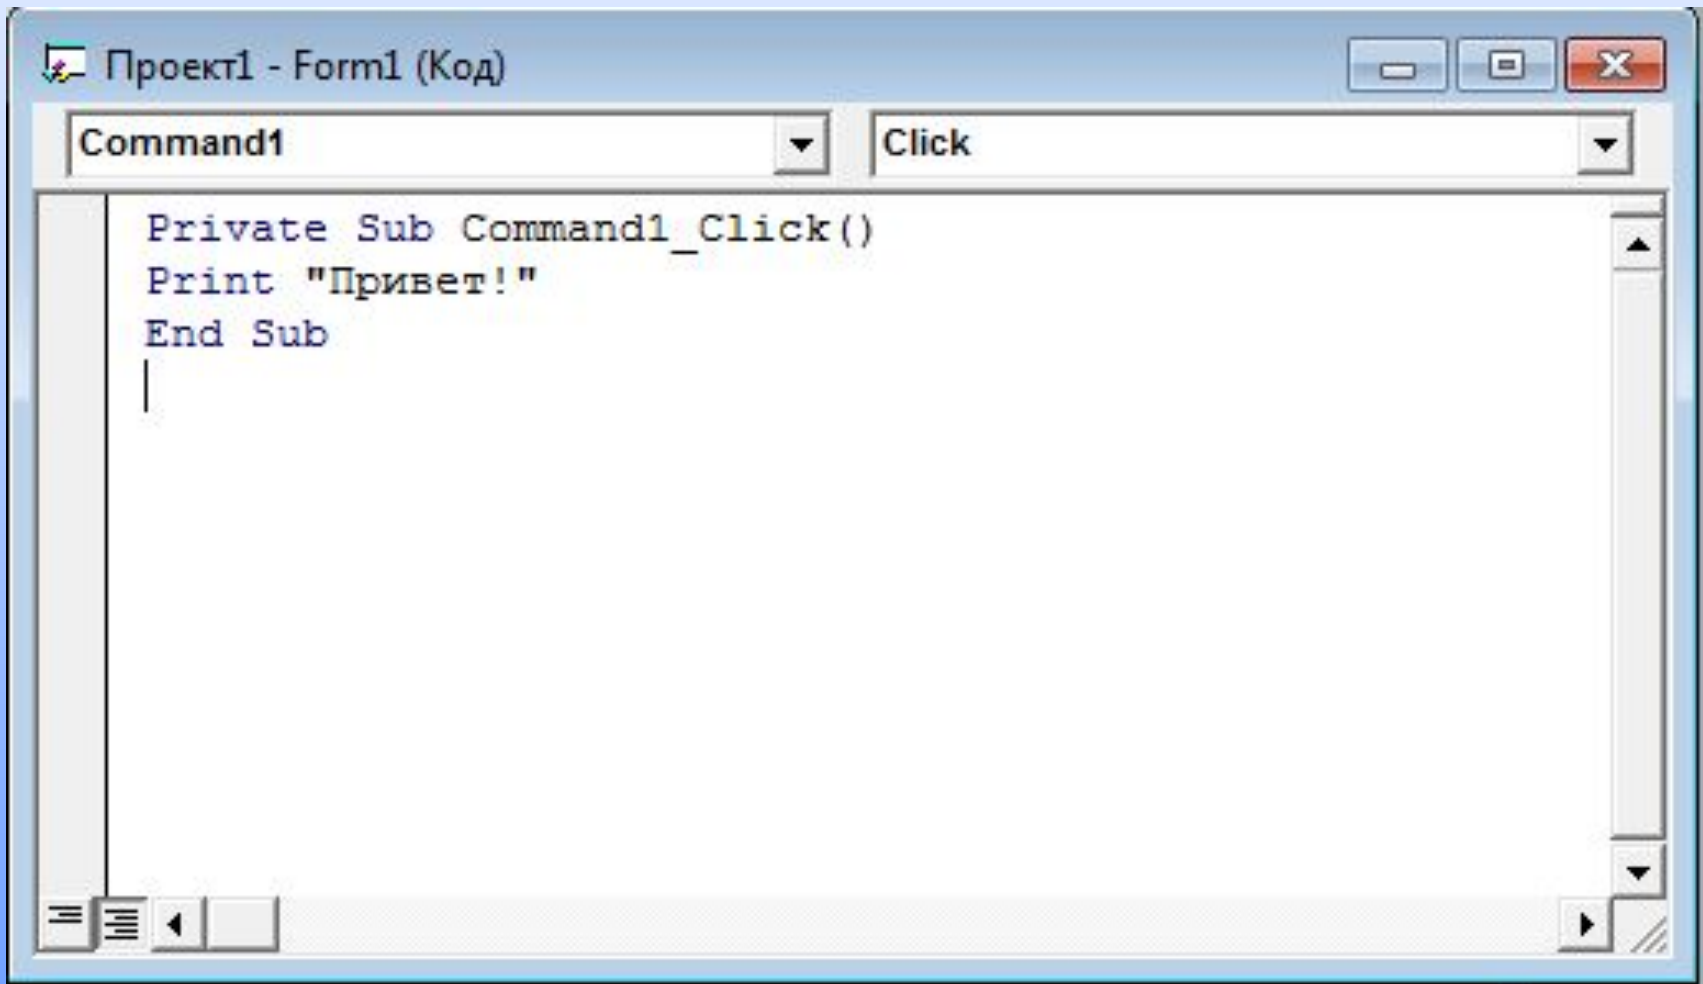 Проект1 - Form1 (Код)
Command1 Click
Private Sub Command1_Click()
Print "Привет!"
End Sub